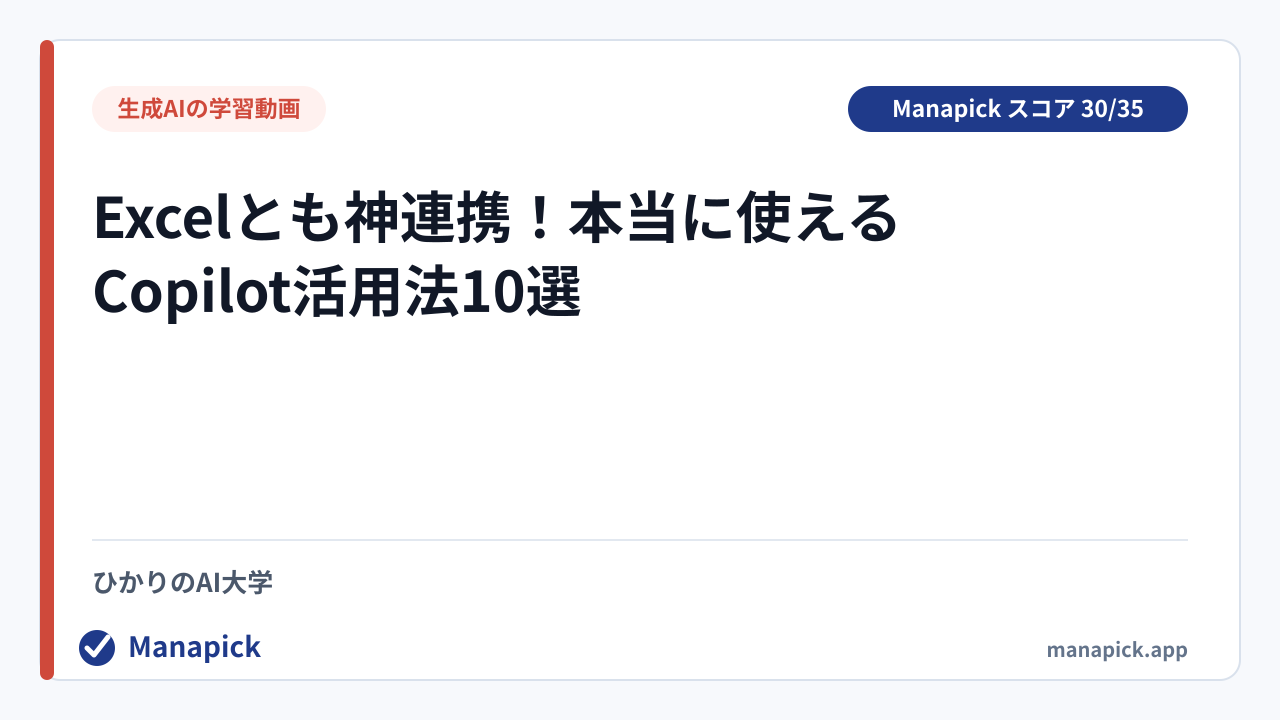 生成AIの学習動画
Manapick スコア 30/35
Excelとも神連携！本当に使える
Copilot活用法10選
ひかりのAI大学
Manapick
manapick.app